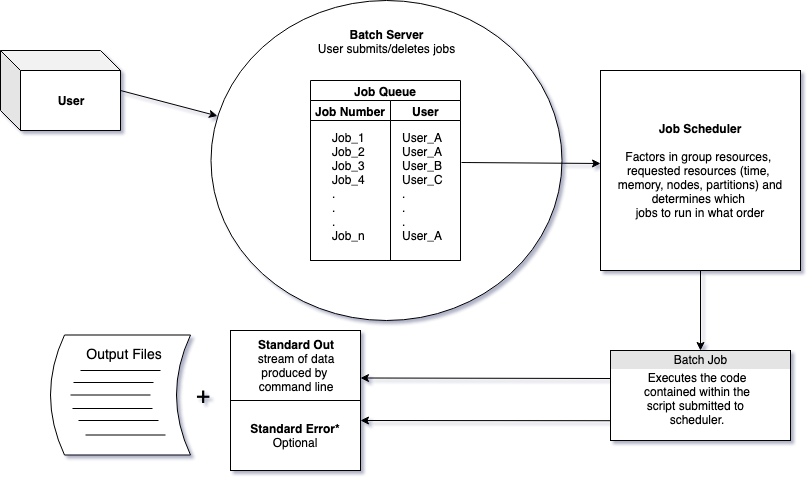 User
Batch Server
User submits/deletes jobs
Job Queue
Job Number User
Job_1 User_A
Job_2 User_A
Job_3 User_B
Job_4 User_C
. .
. .
. .
Job_n User_A
Job Scheduler
Factors in group resources,
requested resources (time,
memory, nodes, partitions) and
determines which
jobs to run in what order
Batch Job
Executes the code
contained within the
script submitted to
scheduler.
Standard Out
stream of data
produced by
command line
Standard Error*
Optional
+
Output Files